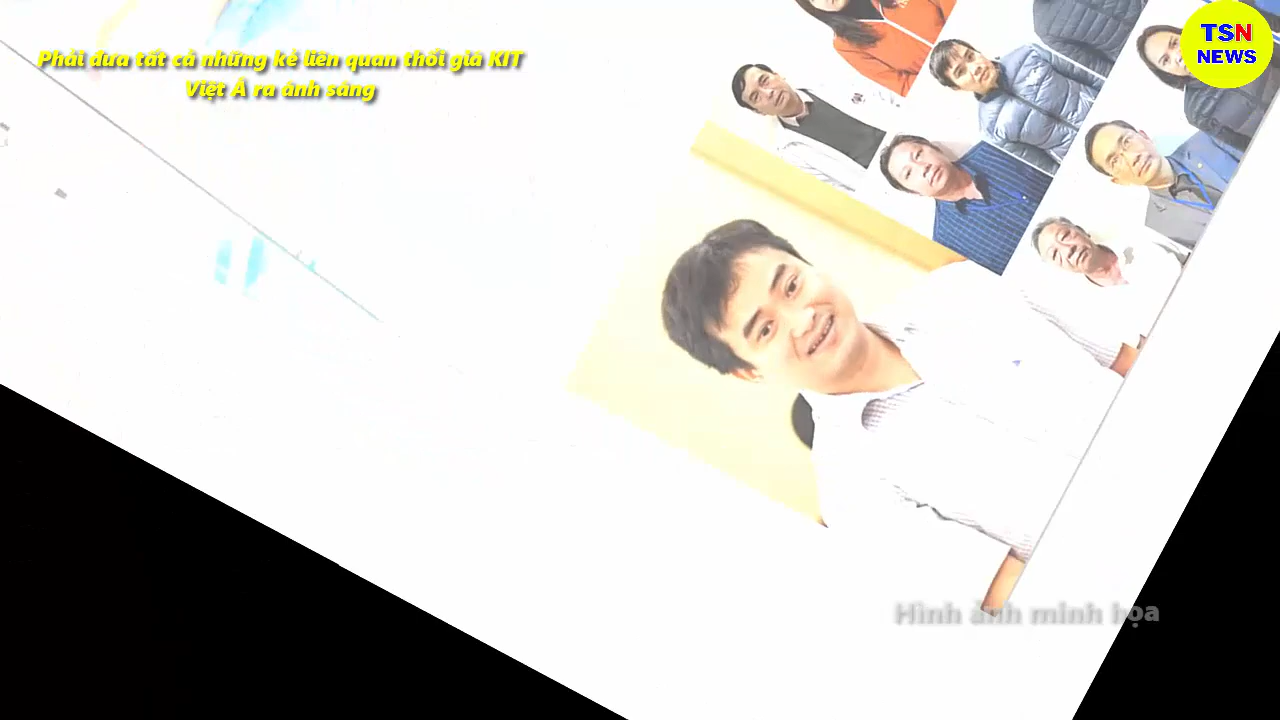 Phải đưa tất cả những kẻ liên quan thổi giá KIT
Việt Á ra ánh sáng
TSN
NEWS
Hình ảnh minh họa